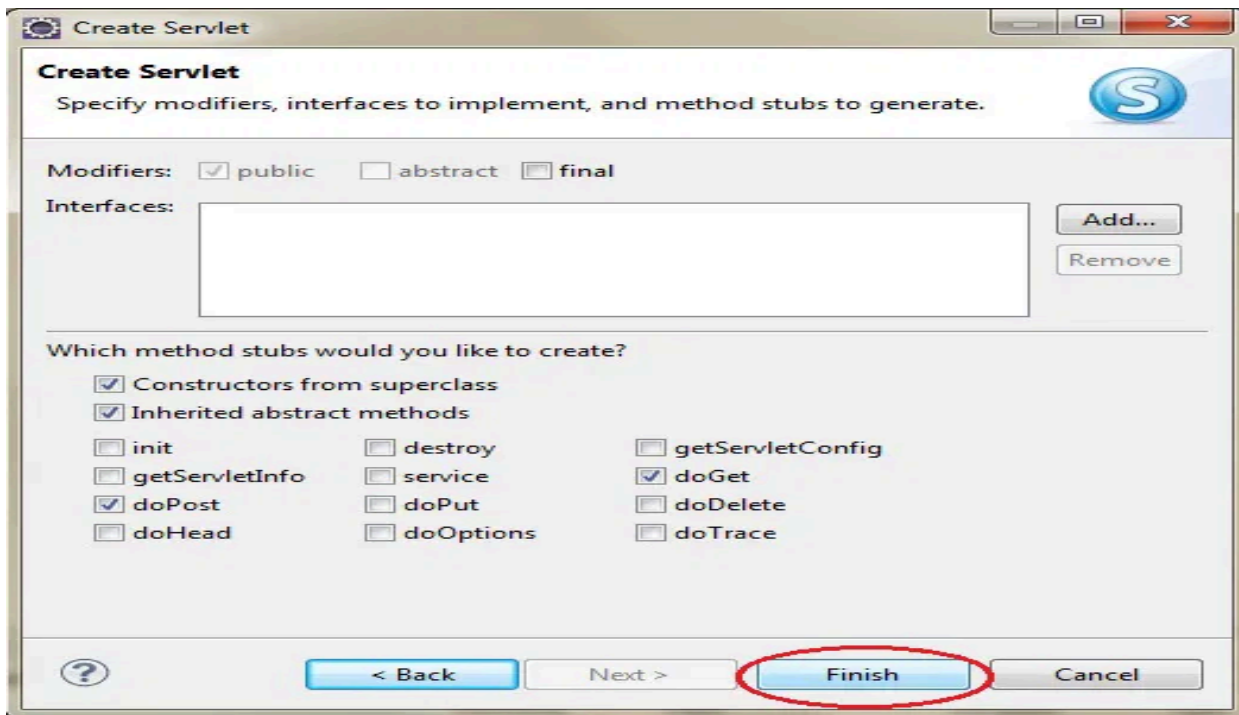 Create Servlet
Create Servlet
Specify modifiers, interfaces to implement, and method stubs to generate.
S
Modifiers: public abstract final
Interfaces:
Add...
Remove
Which method stubs would you like to create?
Constructors from superclass
Inherited abstract methods
init destroy getServletConfig
getServletInfo service doGet
doPost doPut doDelete
doHead doOptions doTrace
? < Back Next > Finish Cancel